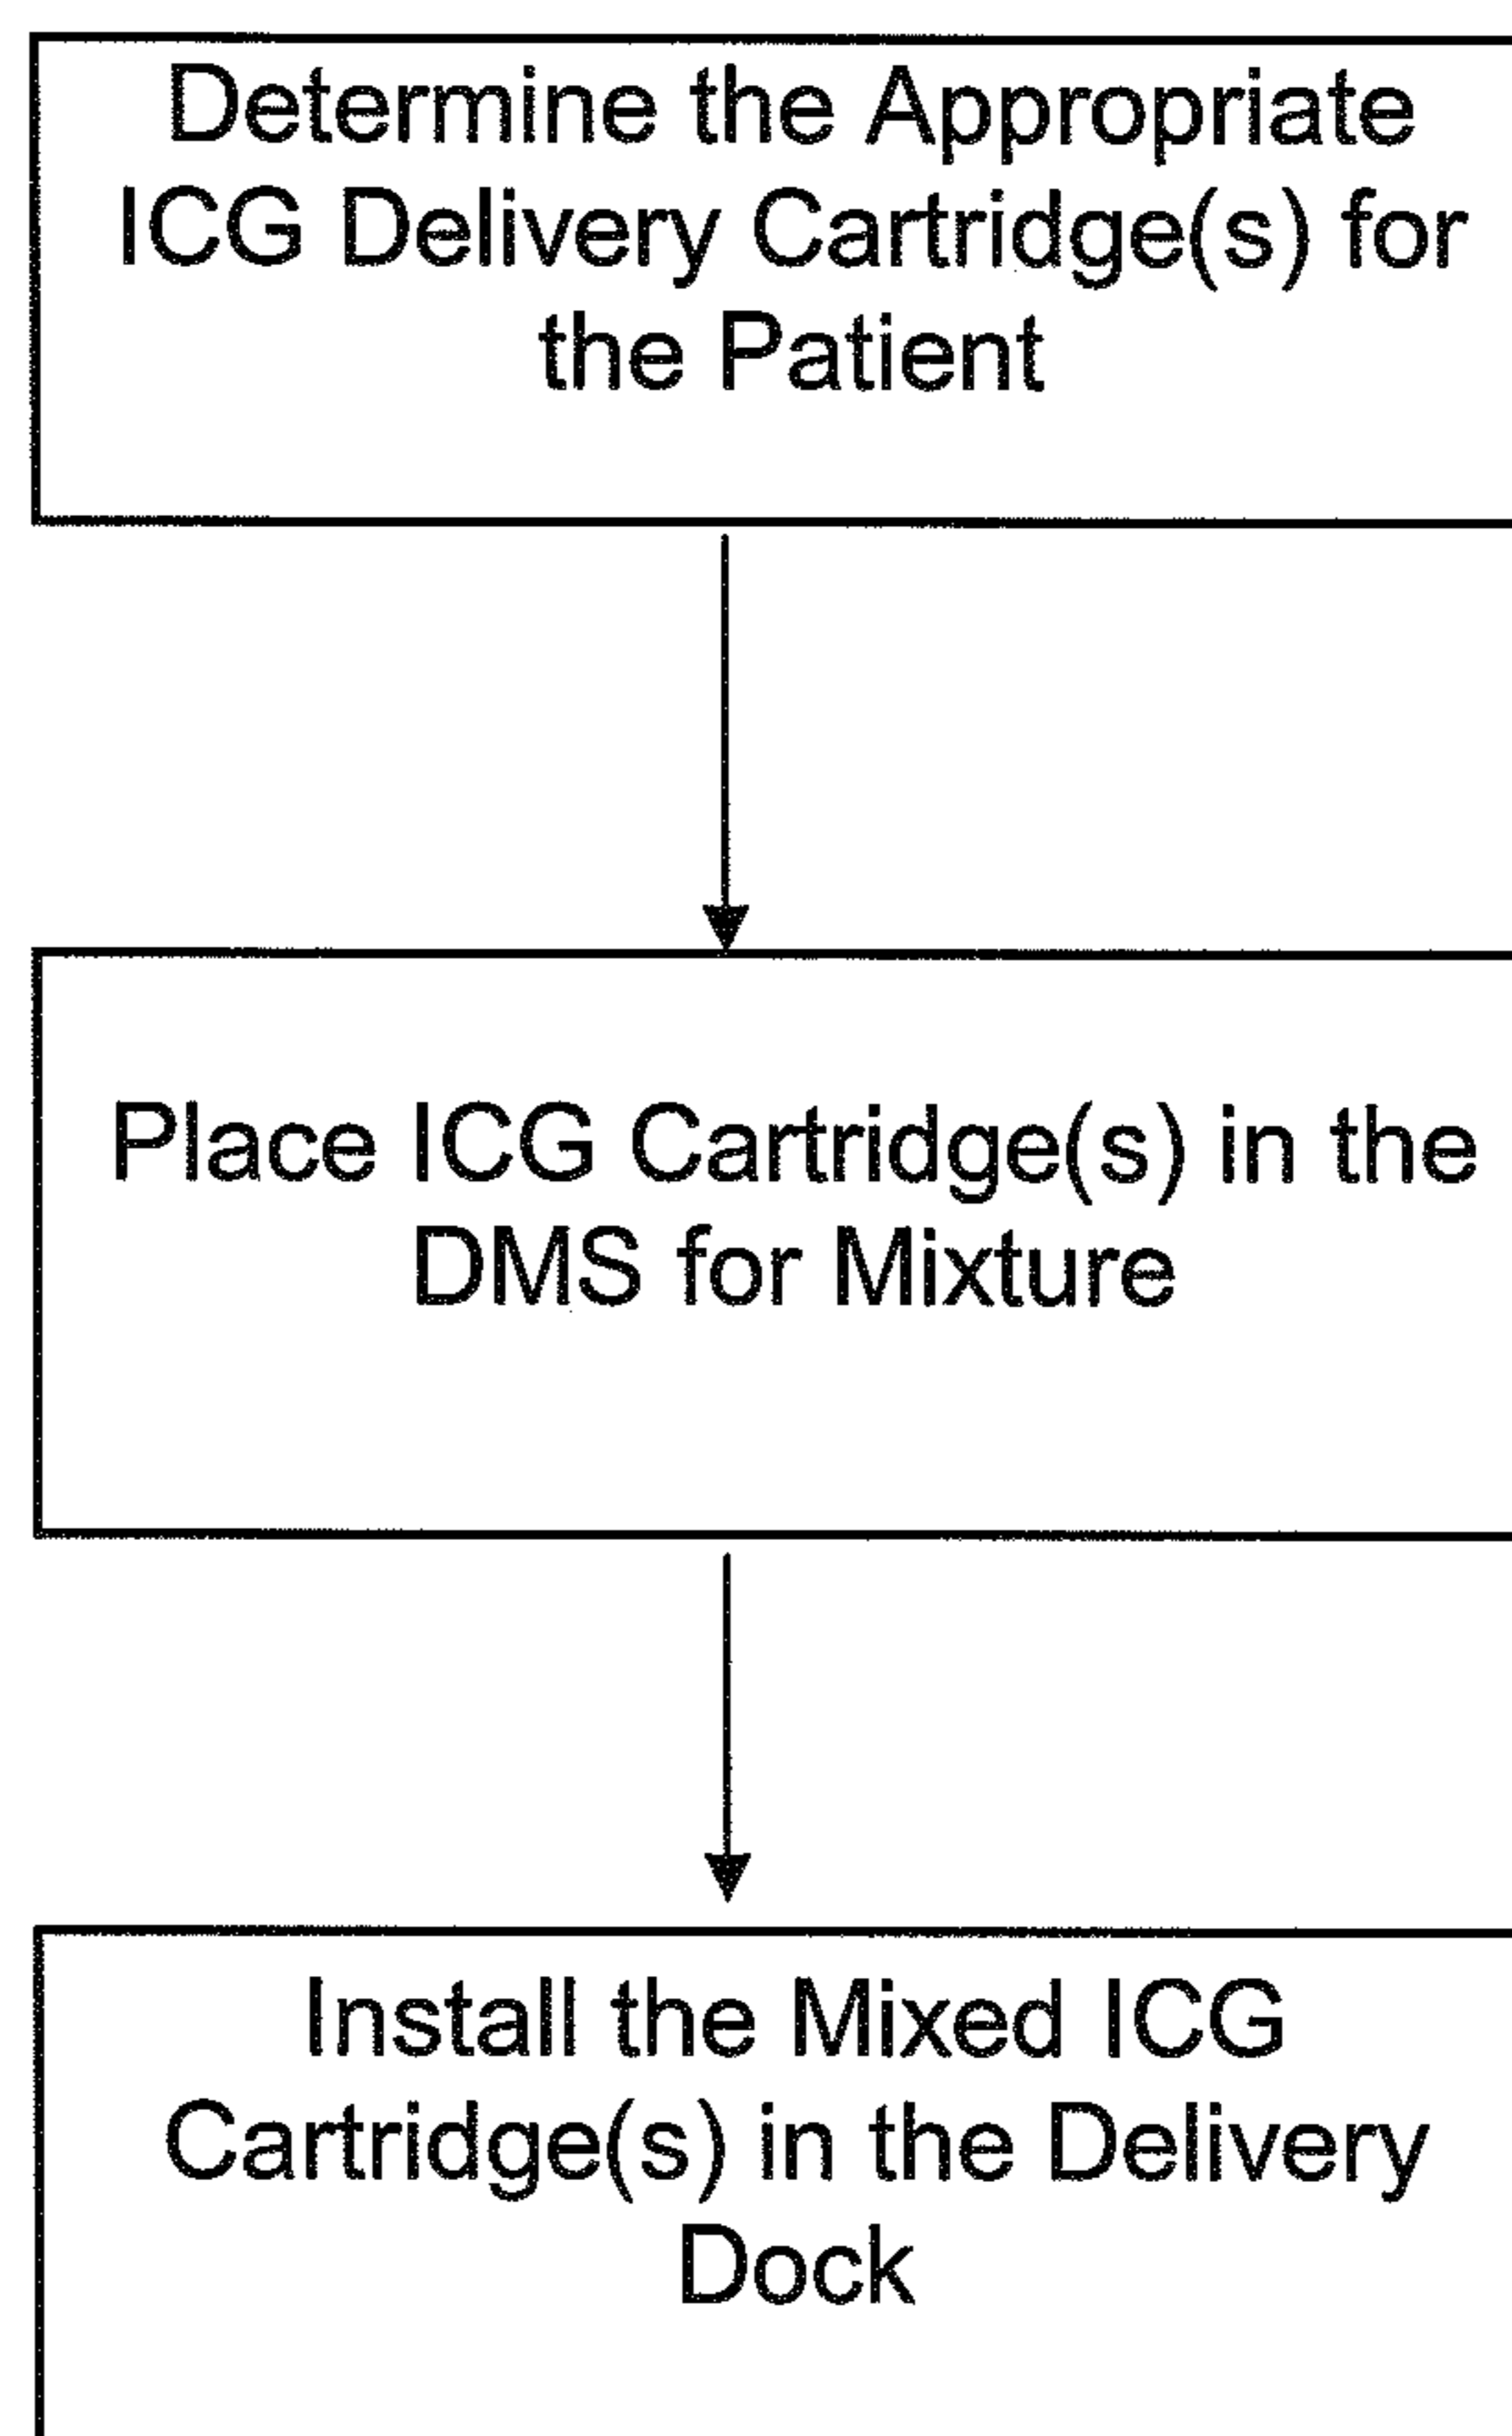 Determine the Appropriate
ICG Delivery Cartridge(s) for
the Patient
Place ICG Cartridge(s) in the
DMS for Mixture
Install the Mixed ICG
Cartridge(s) in the Delivery
Dock